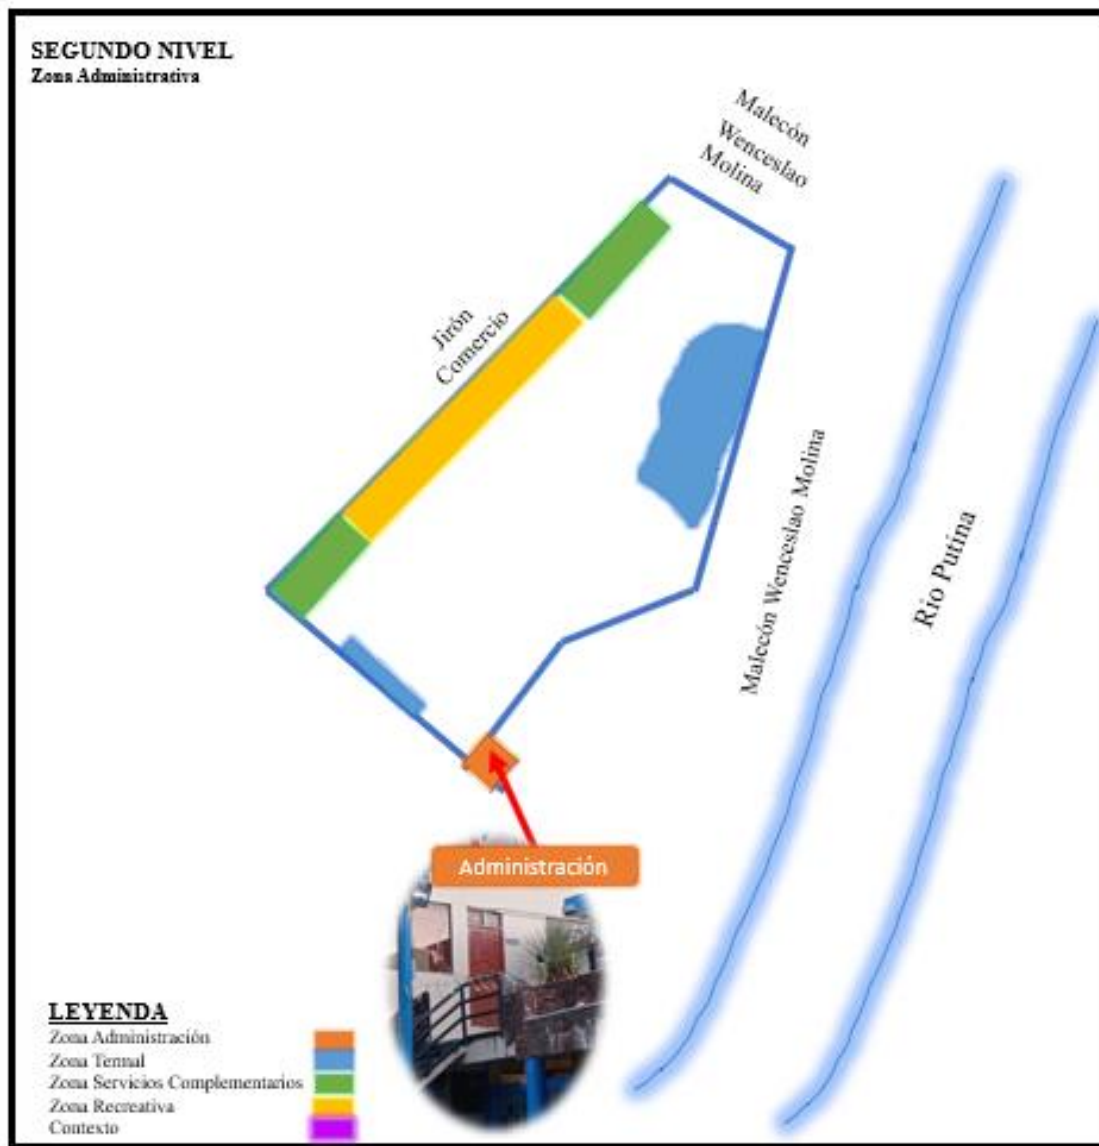 SEGUNDO NIVEL
Zona Administrativa
Malecón
Wenceslao
Molina
Jirón
Comercio
Malecón Wenceslao Molina
Rio Putina
Administración
LEYENDA
Zona Administración
Zona Termal
Zona Servicios Complementarios
Zona Recreativa
Contexto